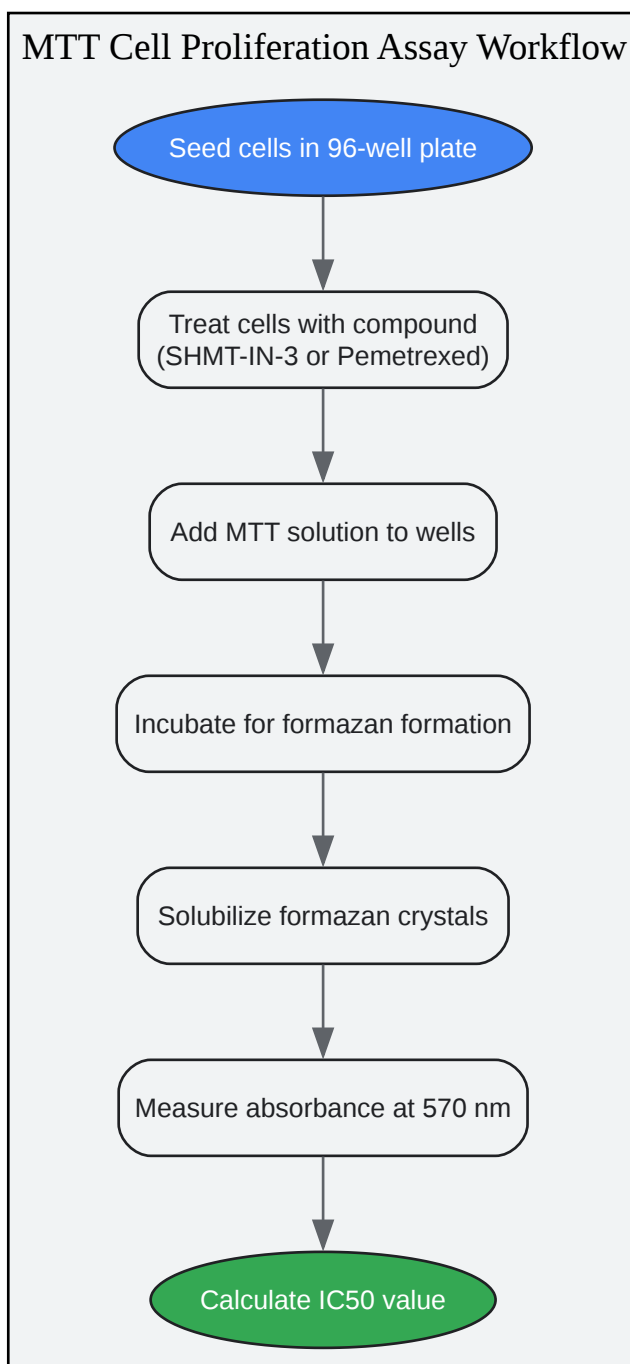 MTT Cell Proliferation Assay Workflow
Seed cells in 96-well plate
Treat cells with compound
(SHMT-IN-3 or Pemetrexed)
Add MTT solution to wells
Incubate for formazan formation
Solubilize formazan crystals
Measure absorbance at 570 nm
Calculate IC50 value